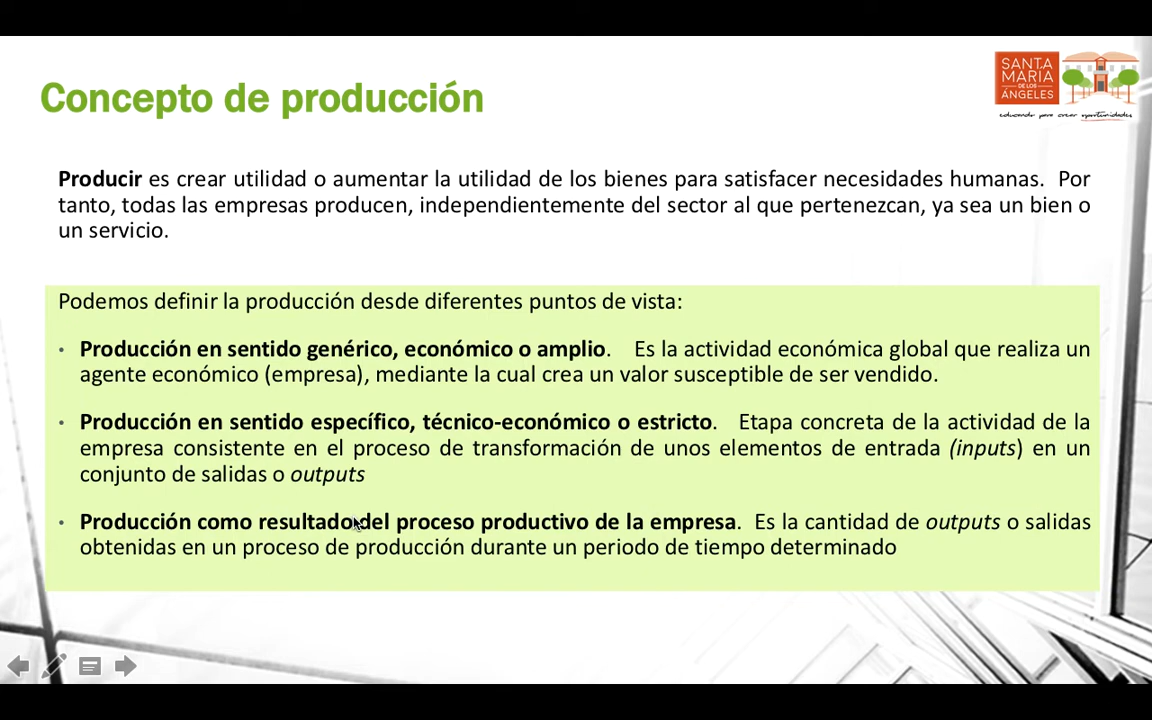 Concepto de producción
SANTA
MARIA
DE LOS
ÁNGELES
educando para crear oportunidades
Producir es crear utilidad o aumentar la utilidad de los bienes para satisfacer necesidades humanas. Por
tanto, todas las empresas producen, independientemente del sector al que pertenezcan, ya sea un bien o
un servicio.
Podemos definir la producción desde diferentes puntos de vista:
• Producción en sentido genérico, económico o amplio. Es la actividad económica global que realiza un
agente económico (empresa), mediante la cual crea un valor susceptible de ser vendido.
• Producción en sentido específico, técnico-económico o estricto. Etapa concreta de la actividad de la
empresa consistente en el proceso de transformación de unos elementos de entrada (inputs) en un
conjunto de salidas o outputs
• Producción como resultado del proceso productivo de la empresa. Es la cantidad de outputs o salidas
obtenidas en un proceso de producción durante un periodo de tiempo determinado